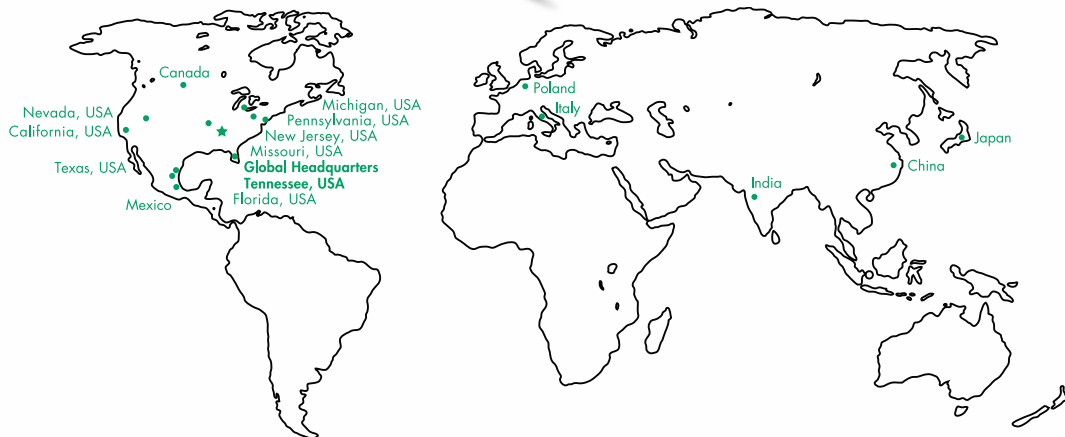 Canada
Nevada, USA
California, USA
Michigan, USA
Pennsylvania, USA
New Jersey, USA
Missouri, USA
Texas, USA
Global Headquarters
Tennessee, USA
Florida, USA
Mexico
Poland
Italy
Japan
China
India